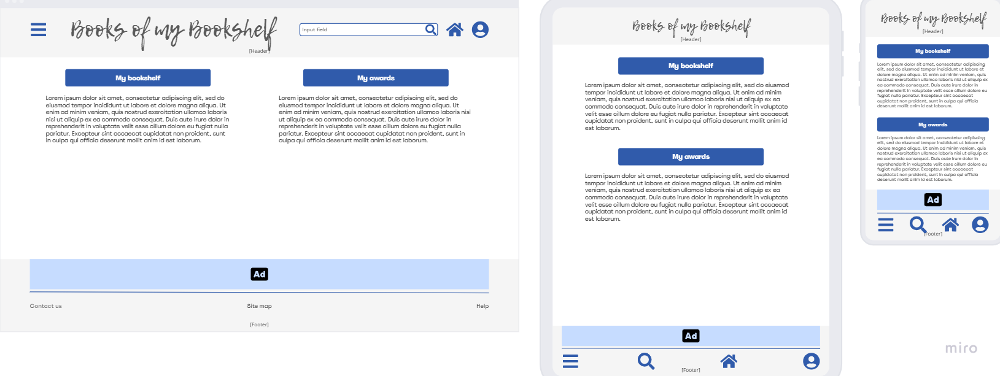 Books of my Bookshelf
Input field
[Header]
My bookshelf
Lorem ipsum dolor sit amet, consectetur adipiscing elit, sed do
eiusmod tempor incididunt ut labore et dolore magna aliqua. Ut
enim ad minim veniam, quis nostrud exercitation ullamco laboris
nisi ut aliquip ex ea commodo consequat. Duis aute irure dolor in
reprehenderit in voluptate velit esse cillum dolore eu fugiat nulla
pariatur. Excepteur sint occaecat cupidatat non proident, sunt
in culpa qui officia deserunt mollit anim id est laborum.
My awards
Lorem ipsum dolor sit amet, consectetur adipiscing elit, sed do
eiusmod tempor incididunt ut labore et dolore magna aliqua. Ut
enim ad minim veniam, quis nostrud exercitation ullamco laboris nisi
ut aliquip ex ea commodo consequat. Duis aute irure dolor in
reprehenderit in voluptate velit esse cillum dolore eu fugiat nulla
pariatur. Excepteur sint occaecat cupidatat non proident, sunt in
culpa qui officia deserunt mollit anim id est laborum.
Ad
Contact us
Site map
Help
[Footer]
Books of my Bookshelf
[Header]
My bookshelf
Lorem ipsum dolor sit amet, consectetur adipiscing elit, sed do eiusmod
tempor incididunt ut labore et dolore magna aliqua. Ut enim ad minim
veniam, quis nostrud exercitation ullamco laboris nisi ut aliquip ex ea
commodo consequat. Duis aute irure dolor in reprehenderit in voluptate
velit esse cillum dolore eu fugiat nulla pariatur. Excepteur sint occaecat
cupidatat non proident, sunt in culpa qui officia deserunt mollit anim id
est laborum.
My awards
Lorem ipsum dolor sit amet, consectetur adipiscing elit, sed do eiusmod
tempor incididunt ut labore et dolore magna aliqua. Ut enim ad minim
veniam, quis nostrud exercitation ullamco laboris nisi ut aliquip ex ea
commodo consequat. Duis aute irure dolor in reprehenderit in voluptate
velit esse cillum dolore eu fugiat nulla pariatur. Excepteur sint occaecat
cupidatat non proident, sunt in culpa qui officia deserunt mollit anim id
est laborum.
Ad
[Footer]
Books of my Bookshelf
[Header]
My bookshelf
Lorem ipsum dolor sit amet, consectetur adipiscing
elit, sed do eiusmod tempor incididunt ut labore et
dolore magna aliqua. Ut enim ad minim veniam, quis
nostrud exercitation ullamco laboris nisi ut aliquip ex
ea commodo consequat. Duis aute irure dolor in
reprehenderit in voluptate velit esse cillum dolore eu
fugiat nulla pariatur. Excepteur sint occaecat
cupidatat non proident, sunt in culpa qui officia
deserunt mollit anim id est laborum.
My awards
Lorem ipsum dolor sit amet, consectetur adipiscing
elit, sed do eiusmod tempor incididunt ut labore et
dolore magna aliqua. Ut enim ad minim veniam, quis
nostrud exercitation ullamco laboris nisi ut aliquip ex
ea commodo consequat. Duis aute irure dolor in
reprehenderit in voluptate velit esse cillum dolore eu
fugiat nulla pariatur. Excepteur sint occaecat
cupidatat non proident, sunt in culpa qui officia
deserunt mollit anim id est laborum.
Ad
[Footer]
miro